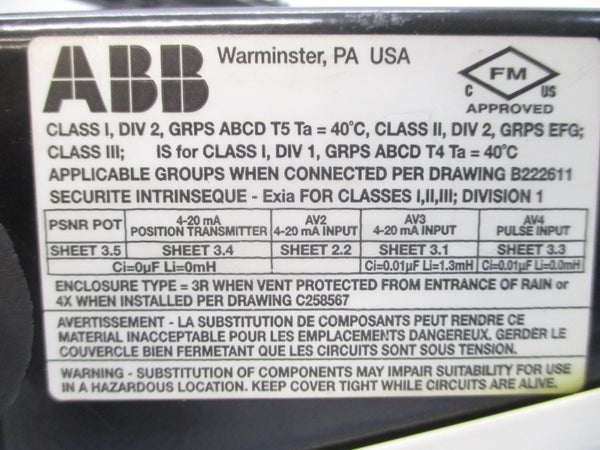 ABB Warminster, PA USA
FM
C US
APPROVED
CLASS I, DIV 2, GRPS ABCD T5 Ta = 40°C, CLASS II, DIV 2, GRPS EFG;
CLASS III; IS for CLASS I, DIV 1, GRPS ABCD T4 Ta = 40°C
APPLICABLE GROUPS WHEN CONNECTED PER DRAWING B222611
SECURITE INTRINSEQUE - Exia FOR CLASSES I,II,III; DIVISION 1
PSNR POT 4-20 mA POSITION TRANSMITTER AV2 4-20 mA INPUT AV3 4-20 mA INPUT AV4 PULSE INPUT
SHEET 3.5 SHEET 3.4 SHEET 2.2 SHEET 3.1 SHEET 3.3
Ci=0µF Li=0mH Ci=0.01µF Li=1.3mH Ci=0.01µF Li=0.0mH
ENCLOSURE TYPE = 3R WHEN VENT PROTECTED FROM ENTRANCE OF RAIN or
4X WHEN INSTALLED PER DRAWING C258567
AVERTISSEMENT - LA SUBSTITUTION DE COMPOSANTS PEUT RENDRE CE
MATERIAL INACCEPTABLE POUR LES EMPLACEMENTS DANGEREUX. GERDER LE
COUVERCLE BIEN FERMETANT QUE LES CIRCUITS SONT SOUS TENSION.
WARNING - SUBSTITUTION OF COMPONENTS MAY IMPAIR SUITABILITY FOR USE
IN A HAZARDOUS LOCATION. KEEP COVER TIGHT WHILE CIRCUITS ARE ALIVE.